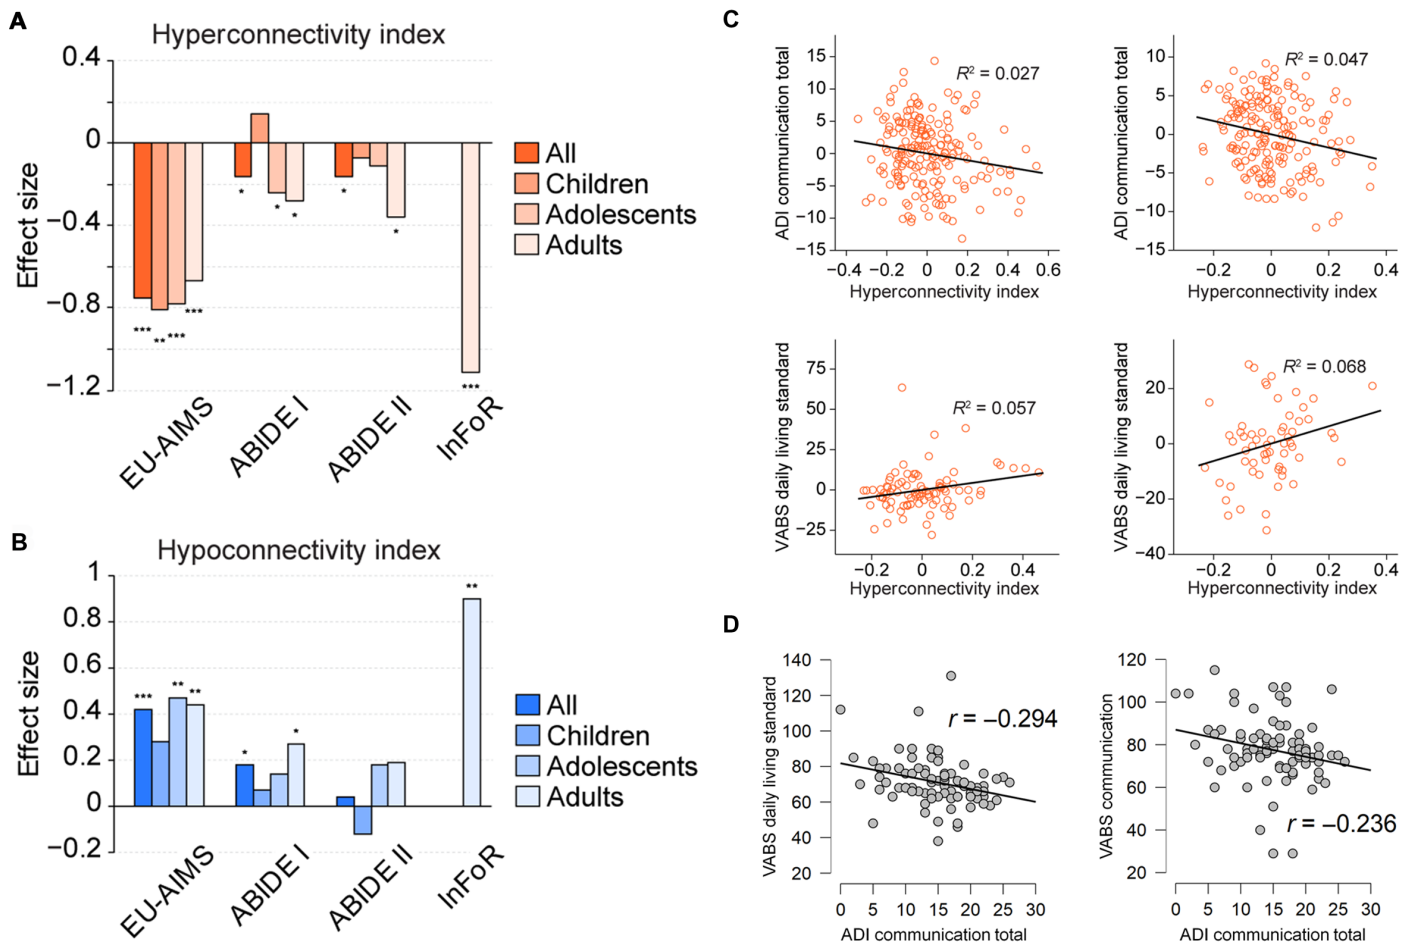 A
Hyperconnectivity index
0.4
0
−0.4
−0.8
−1.2
Effect size
*
*
*
*
*
***
**
***
***
***
EU-AIMS
ABIDE I
ABIDE II
InFoR
All
Children
Adolescents
Adults
B
Hypoconnectivity index
1
0.8
0.6
0.4
0.2
0
−0.2
Effect size
***
**
**
*
*
**
EU-AIMS
ABIDE I
ABIDE II
InFoR
All
Children
Adolescents
Adults
C
ADI communication total
15
10
5
0
−5
−10
−15
R² = 0.027
−0.4 −0.2 0 0.2 0.4 0.6
Hyperconnectivity index
ADI communication total
10
5
0
−5
−10
−15
R² = 0.047
−0.2 0 0.2 0.4
Hyperconnectivity index
VABS daily living standard
75
50
25
0
−25
R² = 0.057
−0.2 0 0.2 0.4
Hyperconnectivity index
VABS daily living standard
20
0
−20
−40
R² = 0.068
−0.2 0 0.2 0.4
Hyperconnectivity index
D
VABS daily living standard
140
120
100
80
60
40
20
r = −0.294
0 5 10 15 20 25 30
ADI communication total
VABS communication
120
100
80
60
40
20
r = −0.236
0 5 10 15 20 25 30
ADI communication total